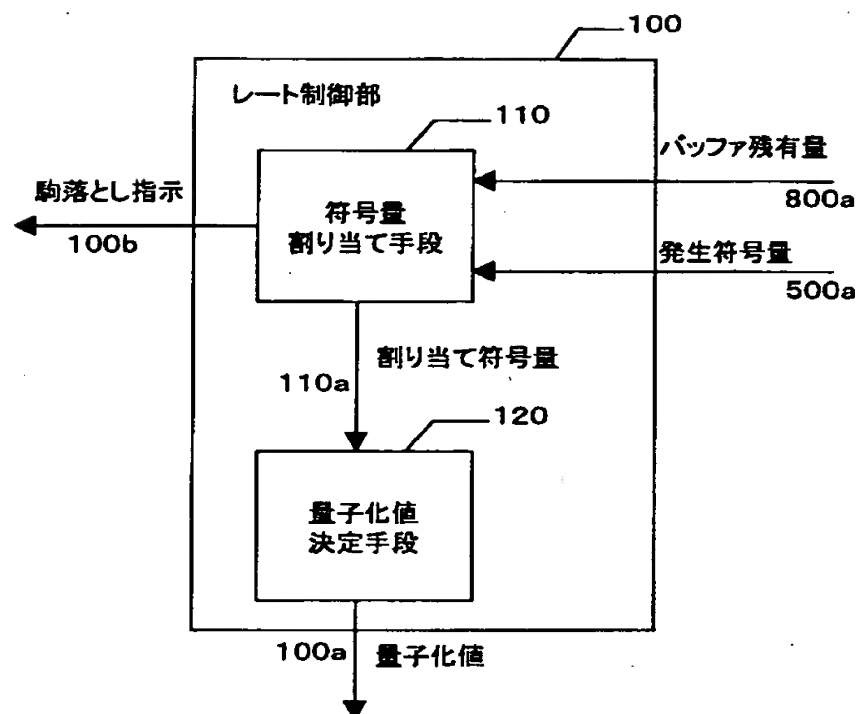 100
レート制御部
110
バッファ残有量
800a
駒落とし指示
100b
符号量
割り当て手段
発生符号量
500a
割り当て符号量
110a
120
量子化値
決定手段
100a
量子化値